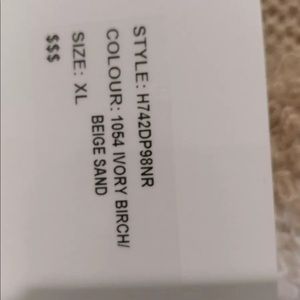 STYLE: H742DP98NR
COLOUR: 1054 IVORY BIRCH/
BEIGE SAND
SIZE: XL
$$$